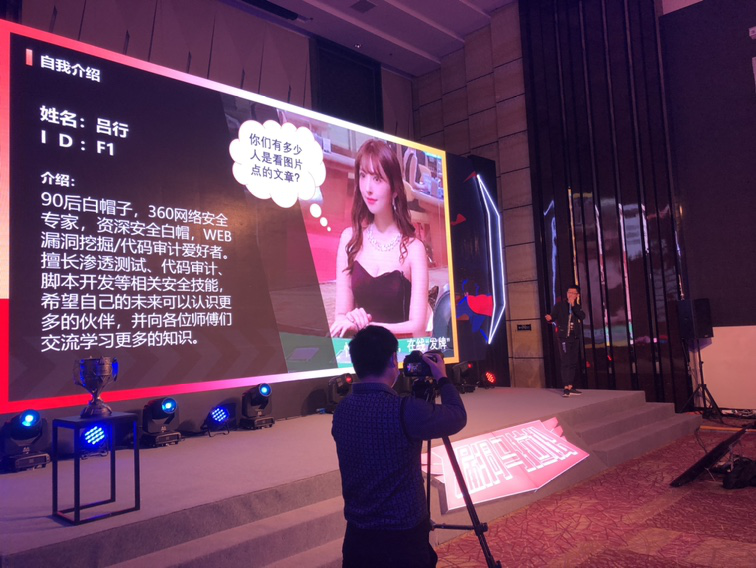 自我介绍
姓名：吕行
I D：F1
介绍：
90后白帽子，360网络安全
专家，资深安全白帽，WEB
漏洞挖掘/代码审计爱好者。
擅长渗透测试、代码审计、
脚本开发等相关安全技能，
希望自己的未来可以认识更
多的伙伴，并向各位师傅们
交流学习更多的知识。
你们有多少
人是看图片
点的文章？
在线“发牌”